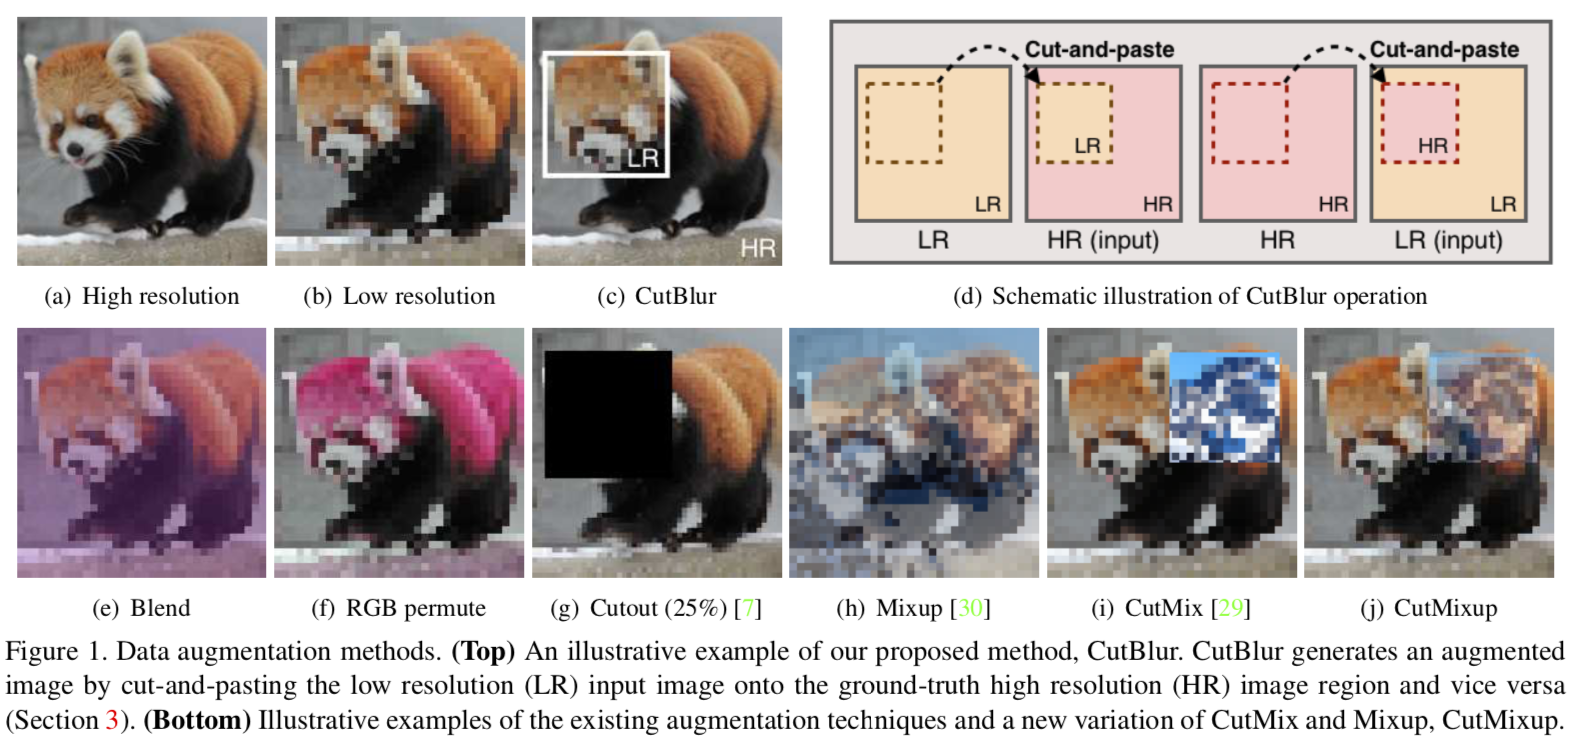 LR
HR
Cut-and-paste
Cut-and-paste
LR
HR
LR
HR
HR
LR
LR
HR (input)
HR
LR (input)
(a) High resolution
(b) Low resolution
(c) CutBlur
(d) Schematic illustration of CutBlur operation
(e) Blend
(f) RGB permute
(g) Cutout (25%) [7]
(h) Mixup [30]
(i) CutMix [29]
(j) CutMixup
Figure 1. Data augmentation methods. (Top) An illustrative example of our proposed method, CutBlur. CutBlur generates an augmented
image by cut-and-pasting the low resolution (LR) input image onto the ground-truth high resolution (HR) image region and vice versa
(Section 3). (Bottom) Illustrative examples of the existing augmentation techniques and a new variation of CutMix and Mixup, CutMixup.